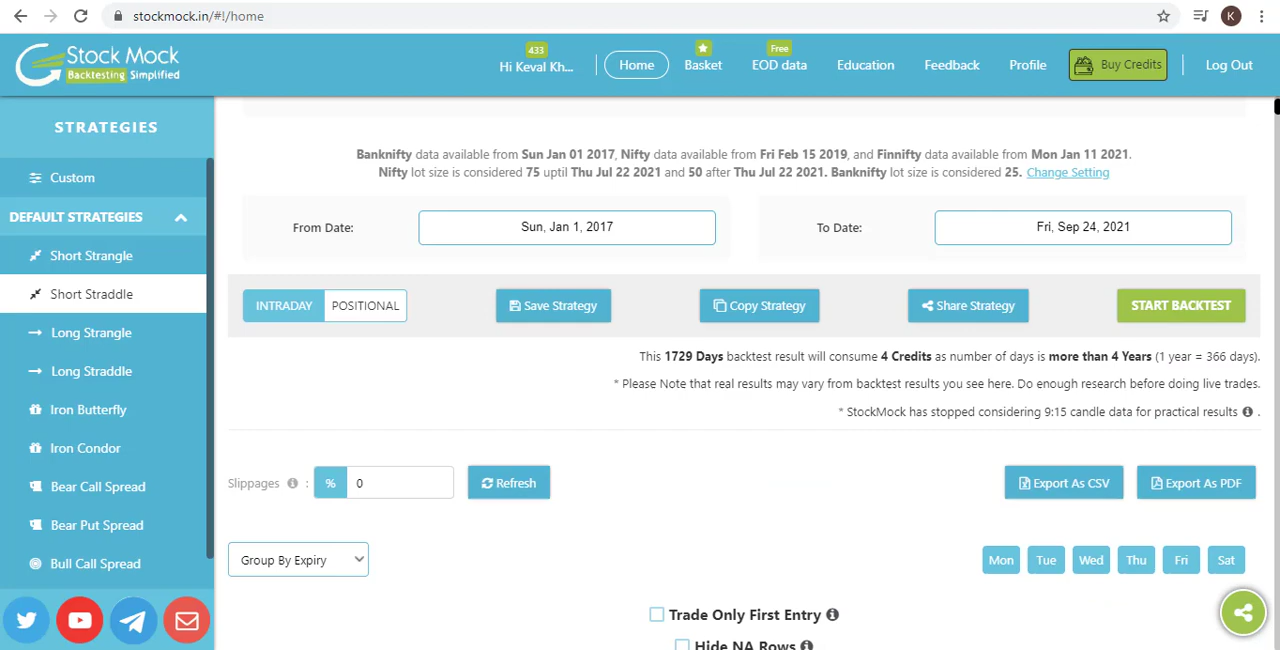 stockmock.in/#!/home
K
Stock Mock
Backtesting Simplified
433
Hi Keval Kh...
Home
Basket
Free
EOD data
Education
Feedback
Profile
Buy Credits
Log Out
STRATEGIES
Custom
DEFAULT STRATEGIES
Short Strangle
Short Straddle
Long Strangle
Long Straddle
Iron Butterfly
Iron Condor
Bear Call Spread
Bear Put Spread
Bull Call Spread
Banknifty data available from Sun Jan 01 2017, Nifty data available from Fri Feb 15 2019, and Finnifty data available from Mon Jan 11 2021.
Nifty lot size is considered 75 uptil Thu Jul 22 2021 and 50 after Thu Jul 22 2021. Banknifty lot size is considered 25. Change Setting
From Date: Sun, Jan 1, 2017 To Date: Fri, Sep 24, 2021
INTRADAY POSITIONAL Save Strategy Copy Strategy Share Strategy START BACKTEST
This 1729 Days backtest result will consume 4 Credits as number of days is more than 4 Years (1 year = 366 days).
* Please Note that real results may vary from backtest results you see here. Do enough research before doing live trades.
* StockMock has stopped considering 9:15 candle data for practical results i .
Slippages i : % 0 Refresh Export As CSV Export As PDF
Group By Expiry Mon Tue Wed Thu Fri Sat
Trade Only First Entry i
Hide NA Rows i